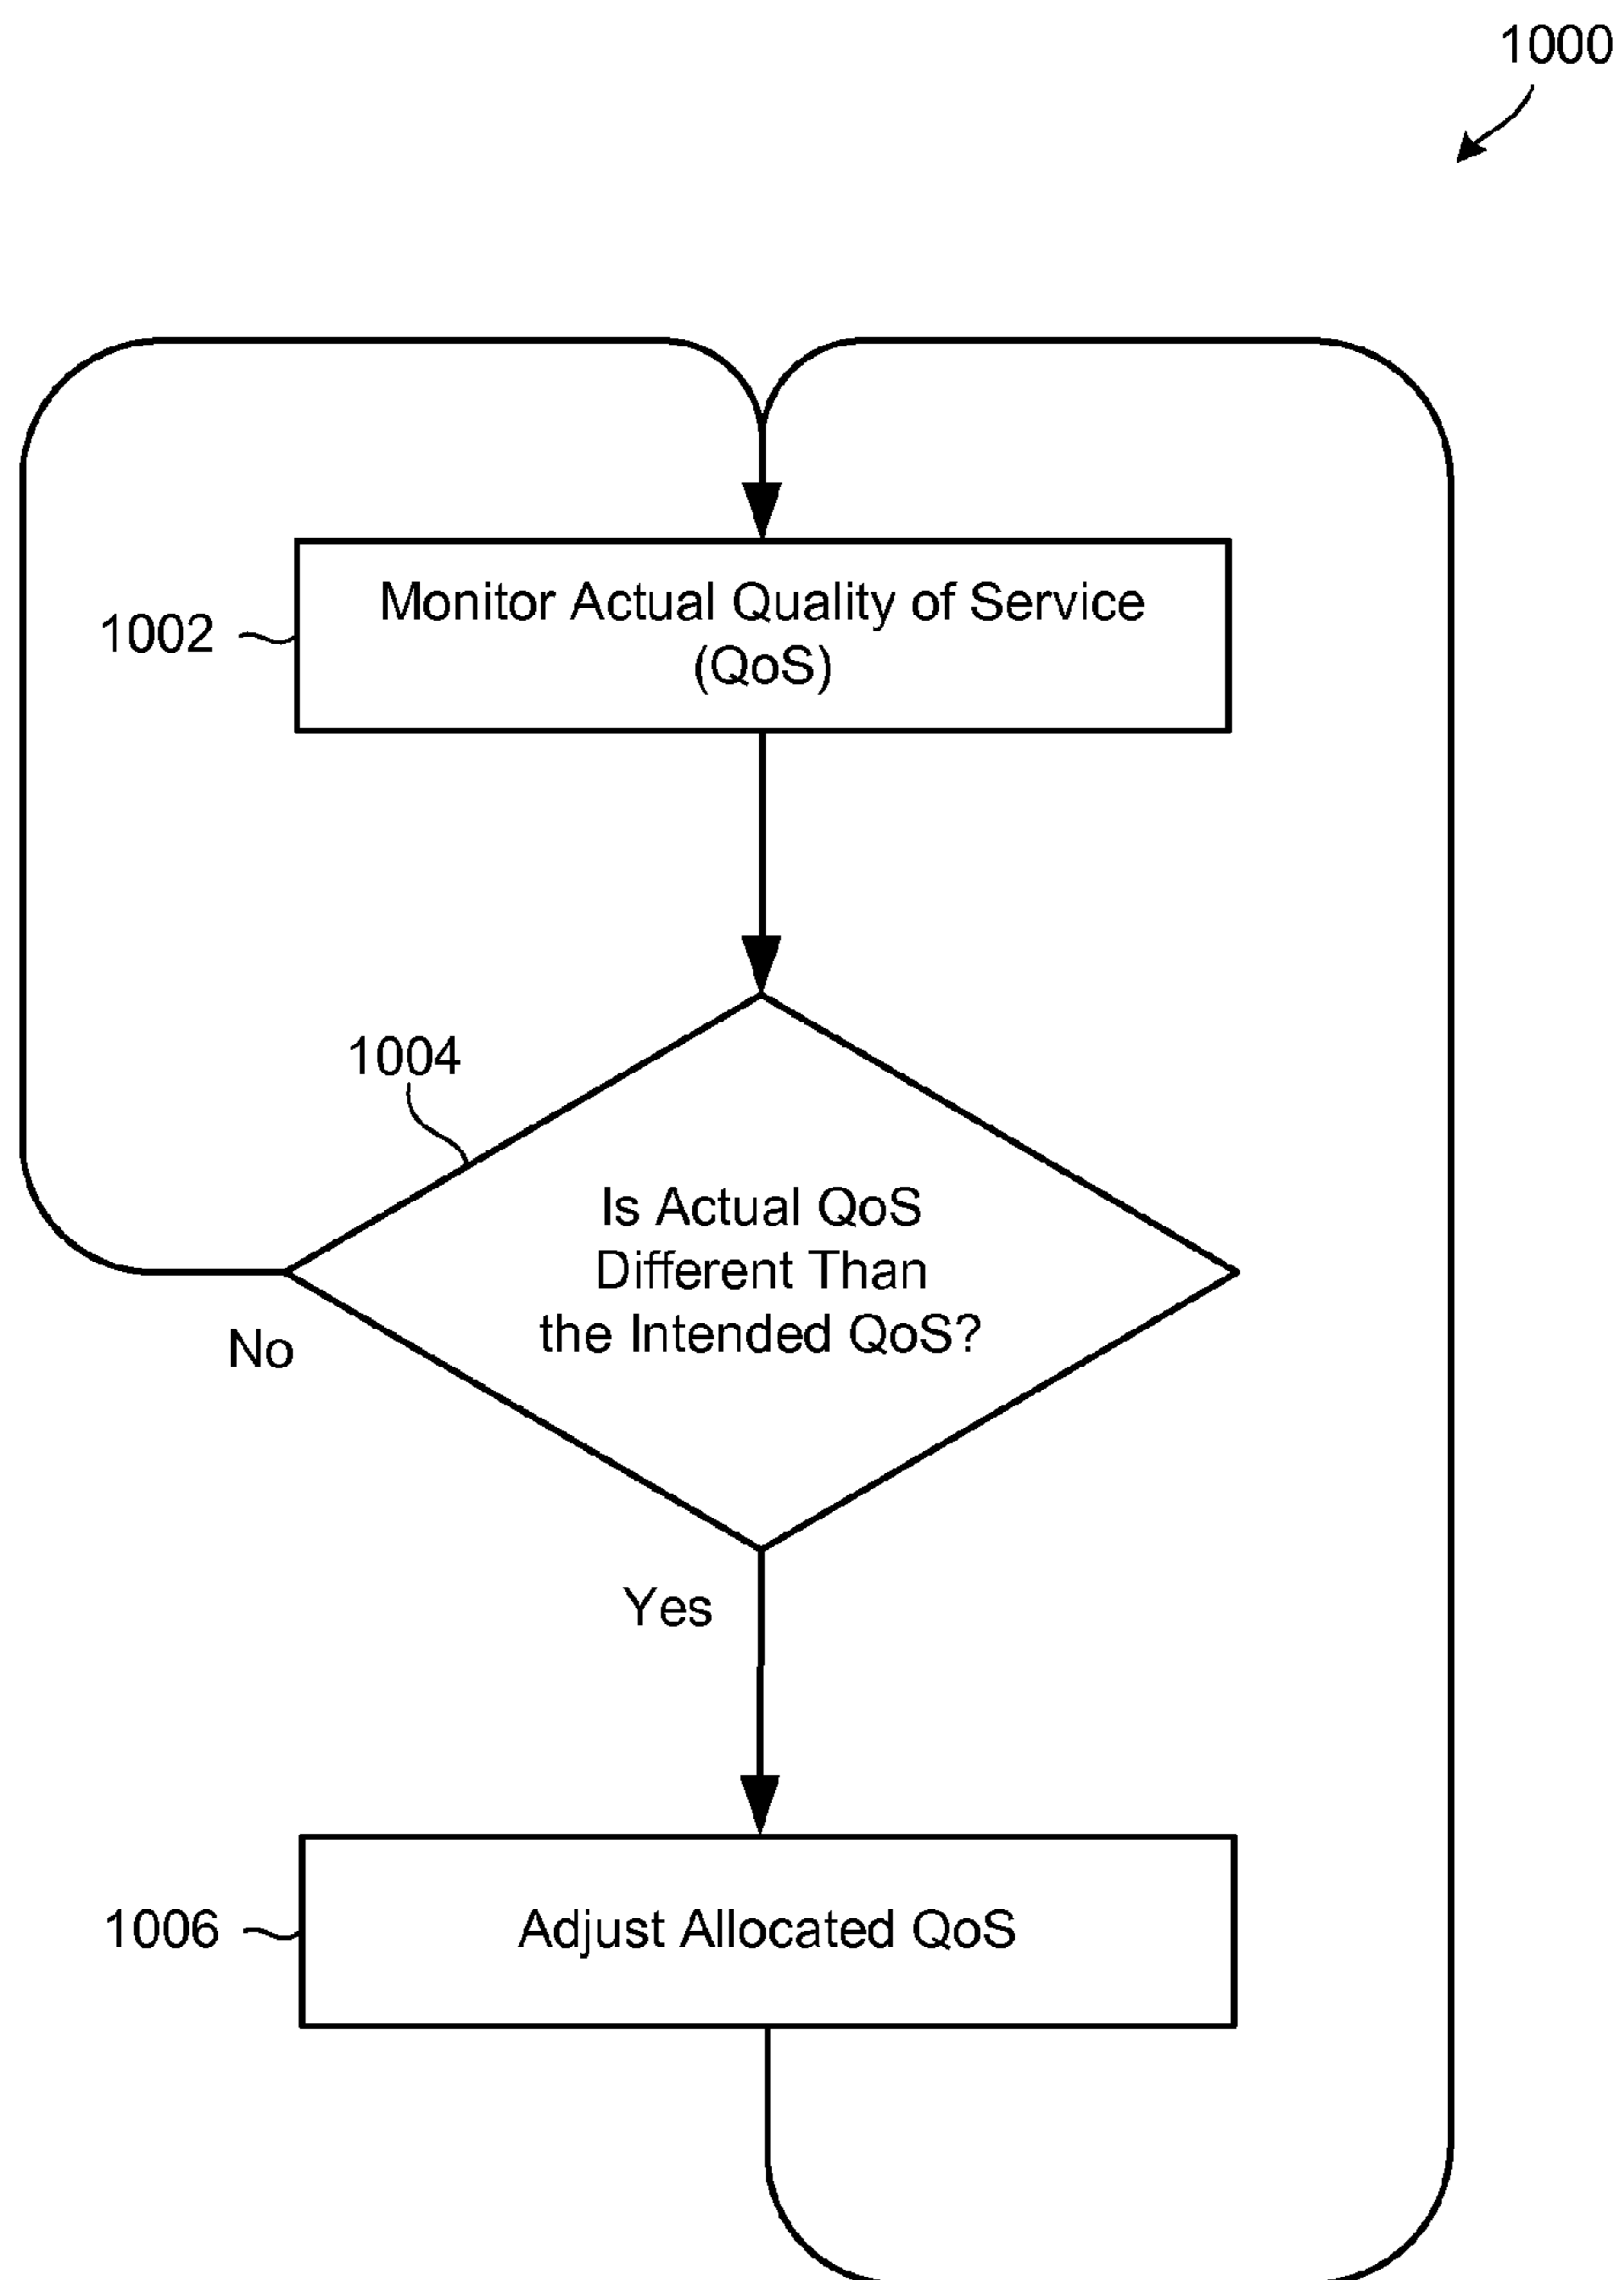 1000
Monitor Actual Quality of Service
(QoS)
1002
1004
Is Actual QoS
Different Than
the Intended QoS?
No
Yes
1006
Adjust Allocated QoS